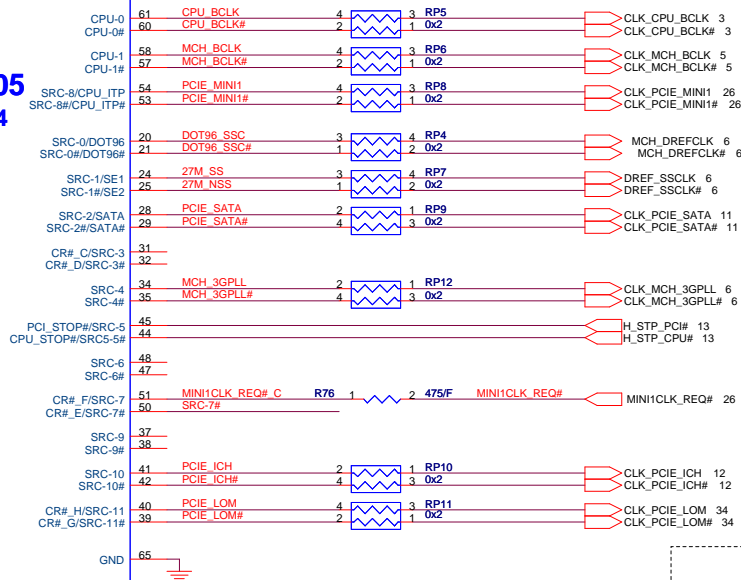 CPU-0 61 CPU_BCLK 4 3 RP5 CLK_CPU_BCLK 3
CPU-0# 60 CPU_BCLK# 2 1 0x2 CLK_CPU_BCLK# 3
CPU-1 58 MCH_BCLK 4 3 RP6 CLK_MCH_BCLK 5
CPU-1# 57 MCH_BCLK# 2 1 0x2 CLK_MCH_BCLK# 5
05
SRC-8/CPU_ITP 54 PCIE_MINI1 4 3 RP8 CLK_PCIE_MINI1 26
SRC-8#/CPU_ITP# 53 PCIE_MINI1# 2 1 0x2 CLK_PCIE_MINI1# 26
4
SRC-0/DOT96 20 DOT96_SSC 3 4 RP4 MCH_DREFCLK 6
SRC-0#/DOT96# 21 DOT96_SSC# 1 2 0x2 MCH_DREFCLK# 6
SRC-1/SE1 24 27M_SS 3 4 RP7 DREF_SSCLK 6
SRC-1#/SE2 25 27M_NSS 1 2 0x2 DREF_SSCLK# 6
SRC-2/SATA 28 PCIE_SATA 2 1 RP9 CLK_PCIE_SATA 11
SRC-2#/SATA# 29 PCIE_SATA# 4 3 0x2 CLK_PCIE_SATA# 11
CR#_C/SRC-3 31
CR#_D/SRC-3# 32
SRC-4 34 MCH_3GPLL 2 1 RP12 CLK_MCH_3GPLL 6
SRC-4# 35 MCH_3GPLL# 4 3 0x2 CLK_MCH_3GPLL# 6
PCI_STOP#/SRC-5 45 H_STP_PCI# 13
CPU_STOP#/SRC5-5# 44 H_STP_CPU# 13
SRC-6 48
SRC-6# 47
CR#_F/SRC-7 51 MINI1CLK_REQ#_C R76 1 2 475/F MINI1CLK_REQ# MINI1CLK_REQ# 26
CR#_E/SRC-7# 50 SRC-7#
SRC-9 37
SRC-9# 38
SRC-10 41 PCIE_ICH 2 1 RP10 CLK_PCIE_ICH 12
SRC-10# 42 PCIE_ICH# 4 3 0x2 CLK_PCIE_ICH# 12
CR#_H/SRC-11 40 PCIE_LOM 4 3 RP11 CLK_PCIE_LOM 34
CR#_G/SRC-11# 39 PCIE_LOM# 2 1 0x2 CLK_PCIE_LOM# 34
GND 65